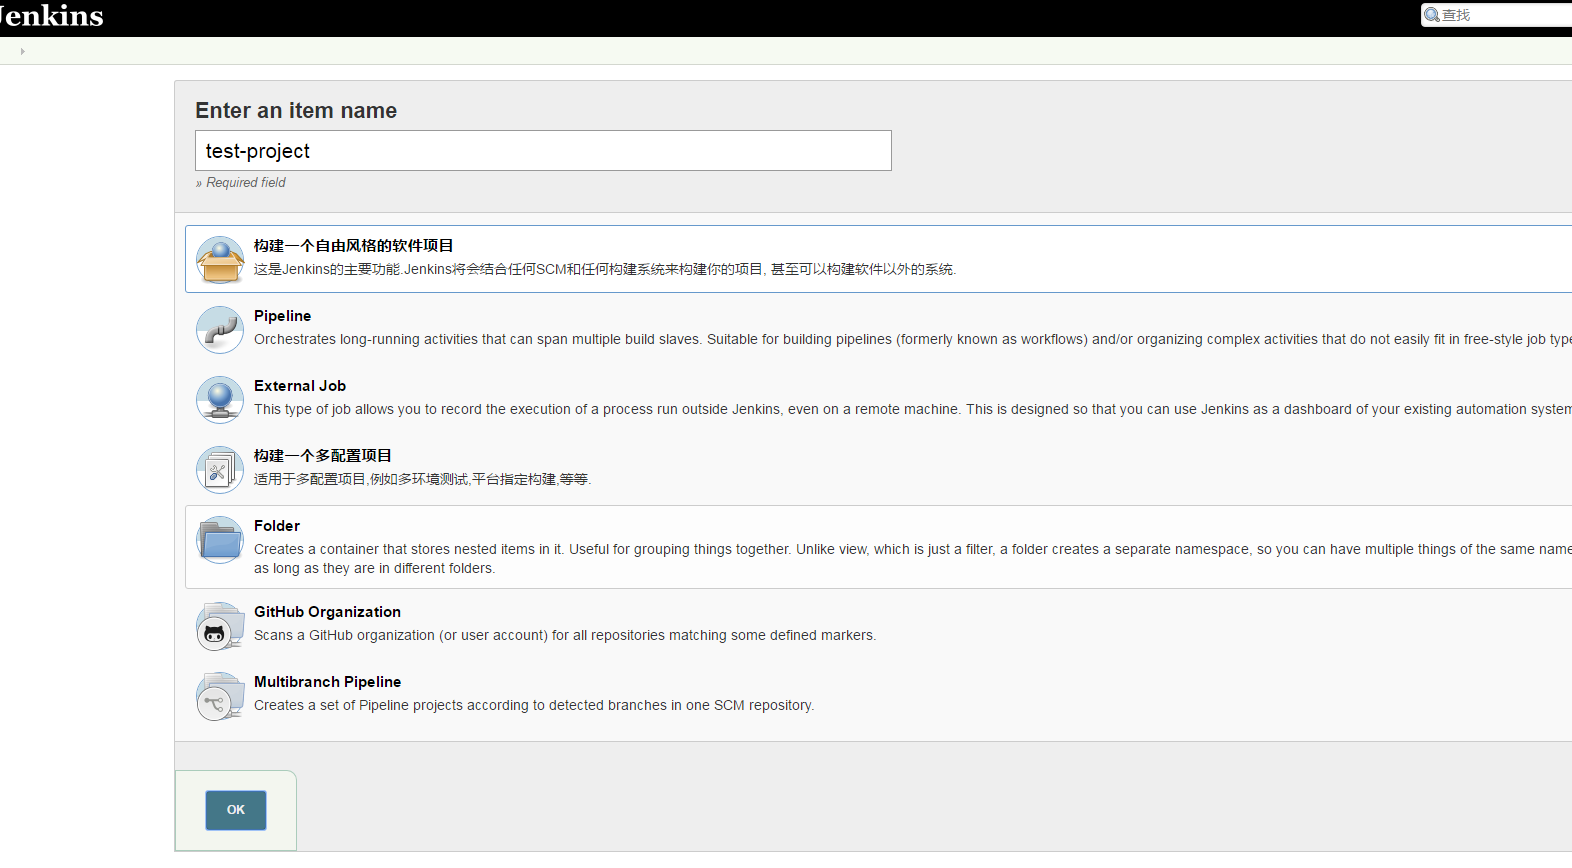 Jenkins
查找
Enter an item name
test-project
» Required field
构建一个自由风格的软件项目
这是Jenkins的主要功能.Jenkins将会结合任何SCM和任何构建系统来构建你的项目, 甚至可以构建软件以外的系统.
Pipeline
Orchestrates long-running activities that can span multiple build slaves. Suitable for building pipelines (formerly known as workflows) and/or organizing complex activities that do not easily fit in free-style job type
External Job
This type of job allows you to record the execution of a process run outside Jenkins, even on a remote machine. This is designed so that you can use Jenkins as a dashboard of your existing automation system
构建一个多配置项目
适用于多配置项目,例如多环境测试,平台指定构建,等等.
Folder
Creates a container that stores nested items in it. Useful for grouping things together. Unlike view, which is just a filter, a folder creates a separate namespace, so you can have multiple things of the same name
as long as they are in different folders.
GitHub Organization
Scans a GitHub organization (or user account) for all repositories matching some defined markers.
Multibranch Pipeline
Creates a set of Pipeline projects according to detected branches in one SCM repository.
OK